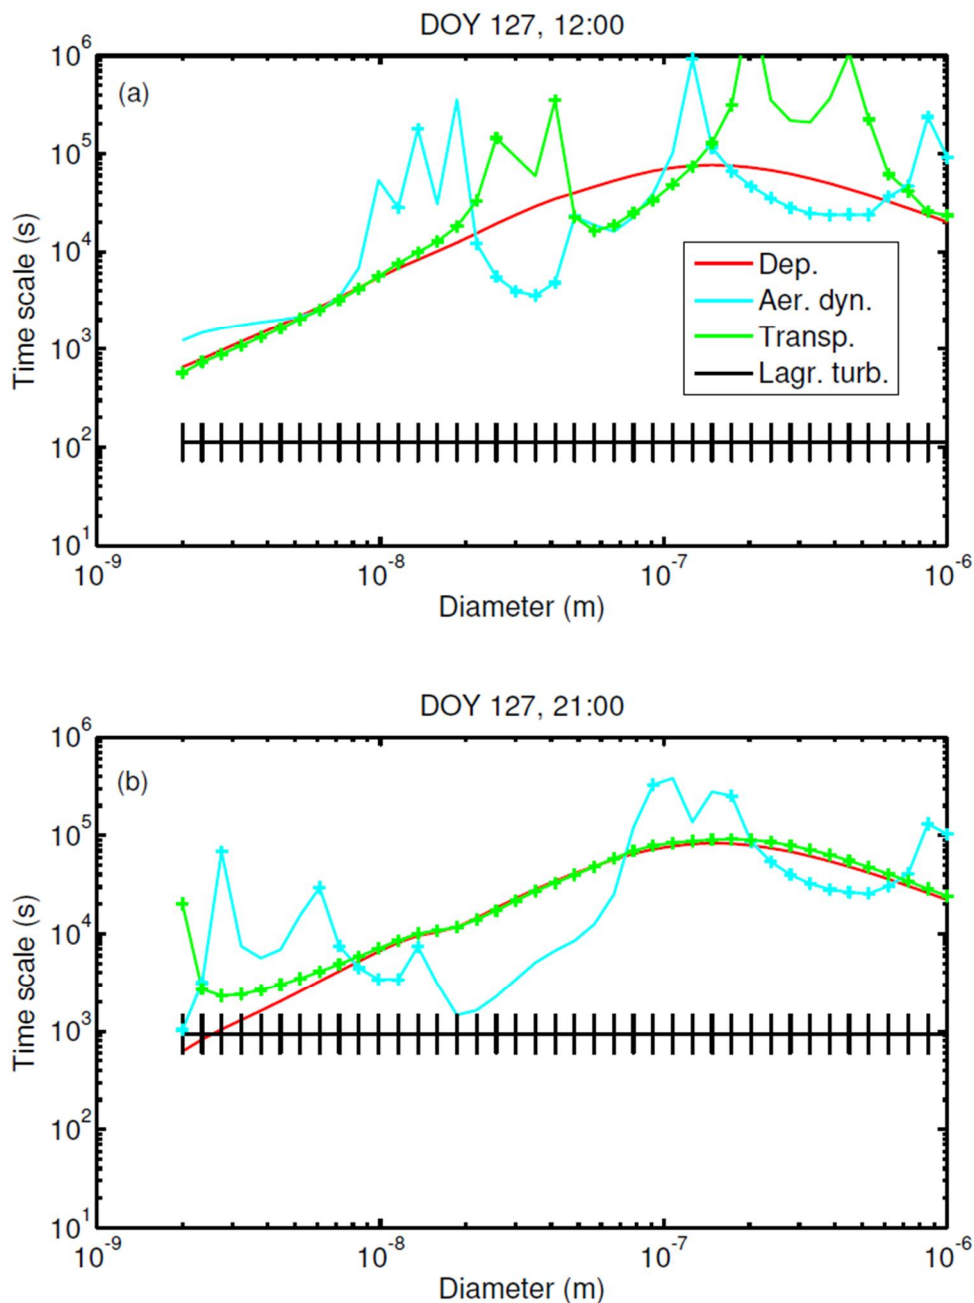 DOY 127, 12:00
(a)
10^6
10^5
10^4
10^3
10^2
10^1
Time scale (s)
Dep.
Aer. dyn.
Transp.
Lagr. turb.
10^-9
10^-8
10^-7
10^-6
Diameter (m)
DOY 127, 21:00
(b)
10^6
10^5
10^4
10^3
10^2
10^1
Time scale (s)
10^-9
10^-8
10^-7
10^-6
Diameter (m)